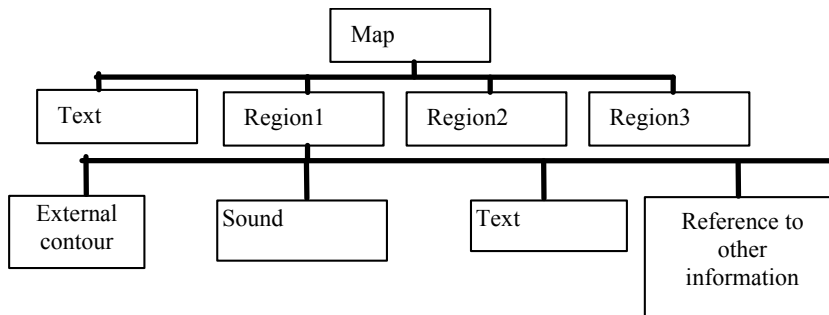 Map
Text
Region1
Region2
Region3
External
contour
Sound
Text
Reference to
other
information